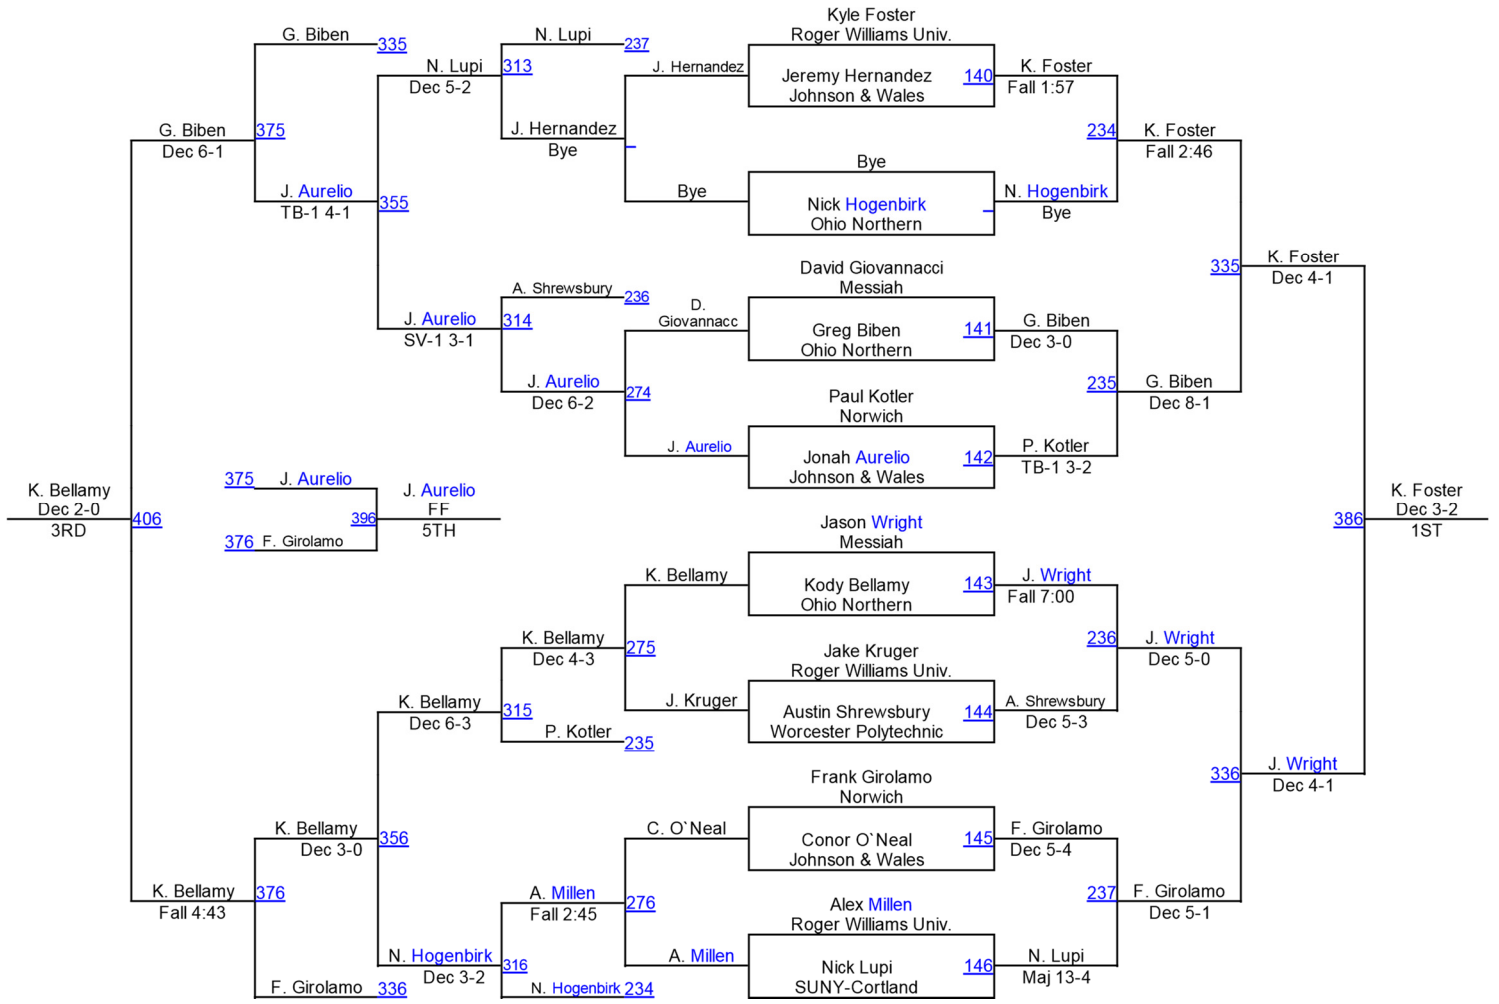 Kyle Foster
Roger Williams Univ.
G. Biben
335
N. Lupi
237
N. Lupi
Dec 5-2
313
J. Hernandez
Jeremy Hernandez
Johnson & Wales
140
K. Foster
Fall 1:57
G. Biben
Dec 6-1
375
J. Hernandez
Bye
234
K. Foster
Fall 2:46
Bye
J. Aurelio
TB-1 4-1
355
Bye
Nick Hogenbirk
Ohio Northern
N. Hogenbirk
Bye
David Giovannacci
Messiah
335
K. Foster
Dec 4-1
A. Shrewsbury
236
J. Aurelio
SV-1 3-1
314
D.
Giovannacc
Greg Biben
Ohio Northern
141
G. Biben
Dec 3-0
J. Aurelio
Dec 6-2
274
Paul Kotler
Norwich
235
G. Biben
Dec 8-1
J. Aurelio
Jonah Aurelio
Johnson & Wales
142
P. Kotler
TB-1 3-2
K. Bellamy
Dec 2-0
3RD
406
375
J. Aurelio
376
F. Girolamo
396
J. Aurelio
FF
5TH
386
K. Foster
Dec 3-2
1ST
Jason Wright
Messiah
K. Bellamy
Kody Bellamy
Ohio Northern
143
J. Wright
Fall 7:00
K. Bellamy
Dec 4-3
275
Jake Kruger
Roger Williams Univ.
236
J. Wright
Dec 5-0
K. Bellamy
Dec 6-3
315
J. Kruger
Austin Shrewsbury
Worcester Polytechnic
144
A. Shrewsbury
Dec 5-3
P. Kotler
235
Frank Girolamo
Norwich
336
J. Wright
Dec 4-1
K. Bellamy
Dec 3-0
356
C. O`Neal
Conor O`Neal
Johnson & Wales
145
F. Girolamo
Dec 5-4
K. Bellamy
Fall 4:43
376
A. Millen
Fall 2:45
276
Alex Millen
Roger Williams Univ.
237
F. Girolamo
Dec 5-1
N. Hogenbirk
Dec 3-2
316
A. Millen
Nick Lupi
SUNY-Cortland
146
N. Lupi
Maj 13-4
F. Girolamo
336
N. Hogenbirk
234